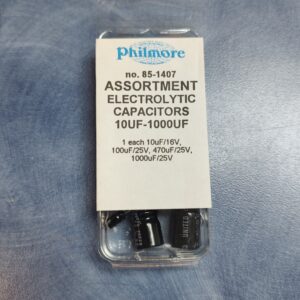 Philmore
no. 85-1407
ASSORTMENT
ELECTROLYTIC
CAPACITORS
10UF-1000UF
1 each 10uF/16V,
100uF/25V, 470uF/25V,
1000uF/25V
UNITED